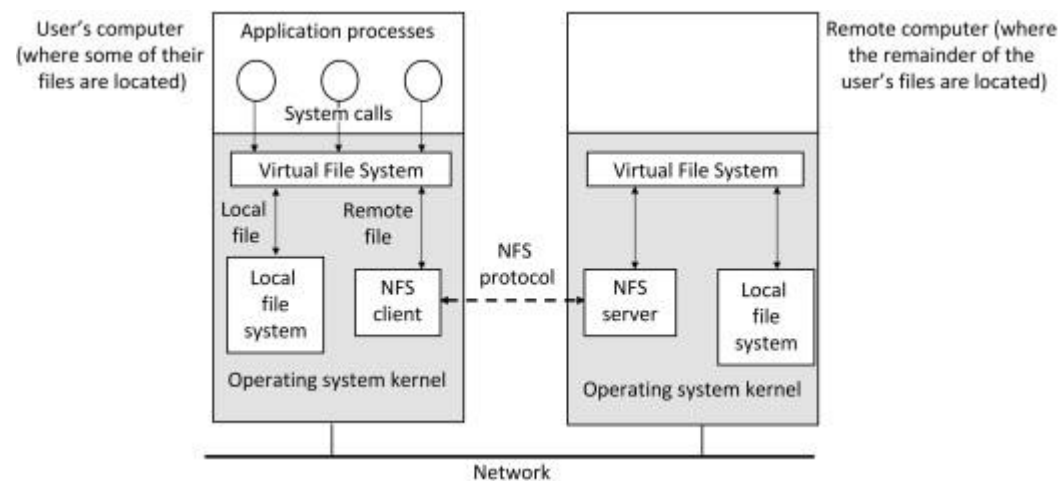 User's computer
(where some of their
files are located)
Application processes
System calls
Virtual File System
Local
file
Remote
file
Local
file
system
NFS
client
Operating system kernel
NFS
protocol
Remote computer (where
the remainder of the
user's files are located)
Virtual File System
NFS
server
Local
file
system
Operating system kernel
Network